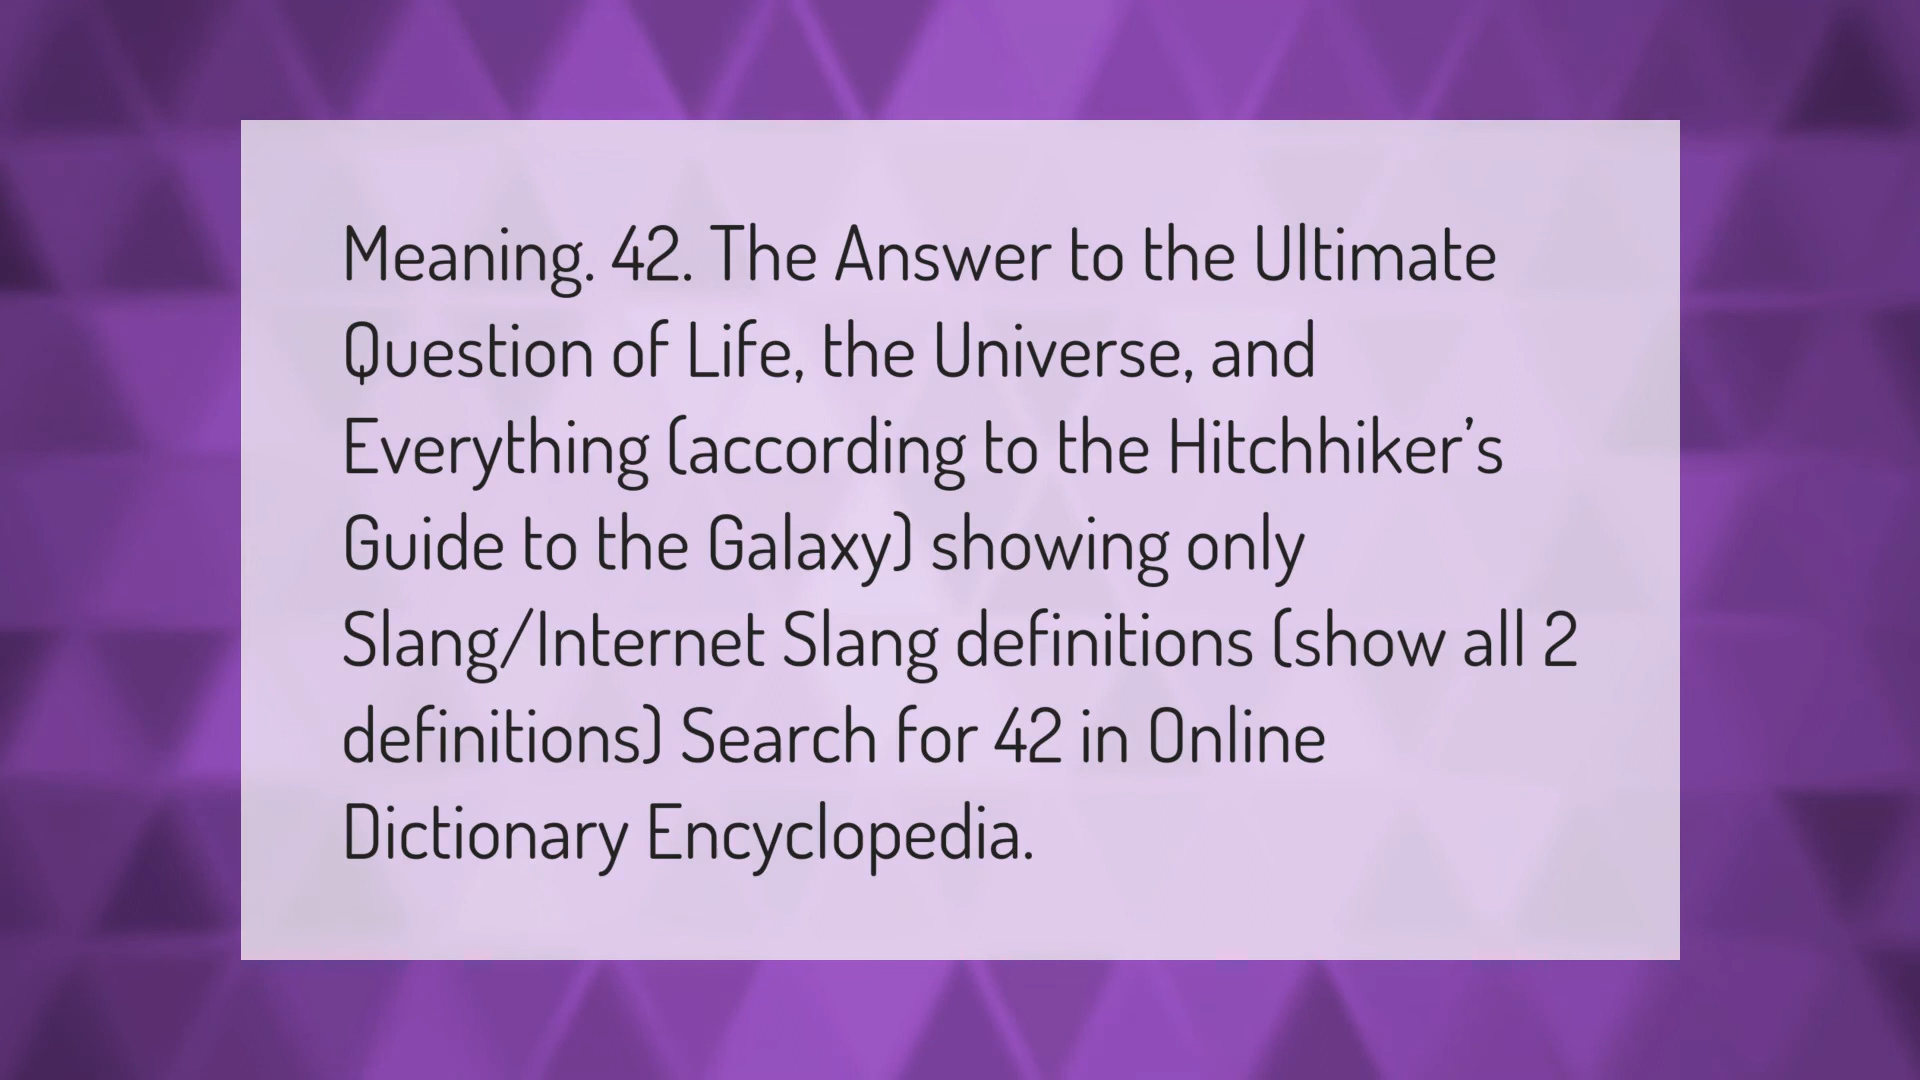 Meaning. 42. The Answer to the Ultimate
Question of Life, the Universe, and
Everything (according to the Hitchhiker’s
Guide to the Galaxy) showing only
Slang/Internet Slang definitions (show all 2
definitions) Search for 42 in Online
Dictionary Encyclopedia.